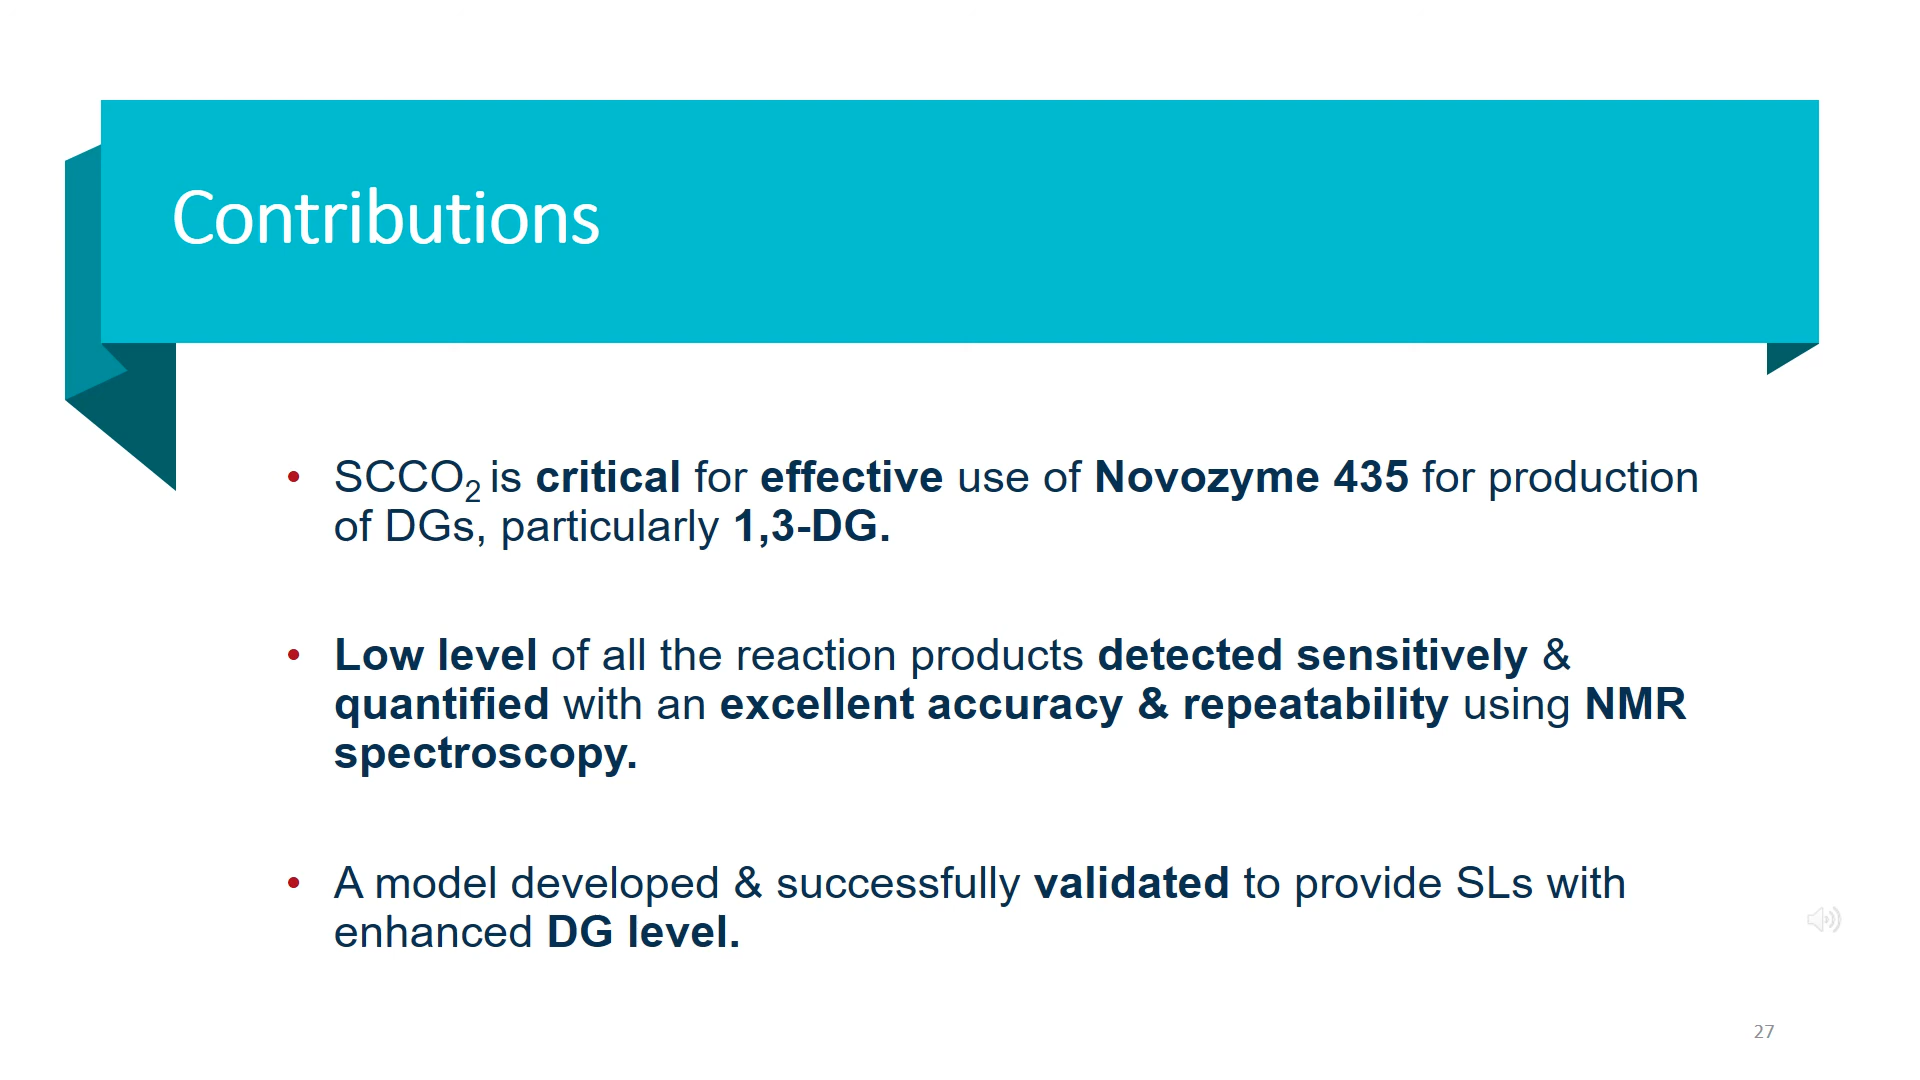 Contributions
• SCCO₂ is critical for effective use of Novozyme 435 for production
of DGs, particularly 1,3-DG.
• Low level of all the reaction products detected sensitively &
quantified with an excellent accuracy & repeatability using NMR
spectroscopy.
• A model developed & successfully validated to provide SLs with
enhanced DG level.
27